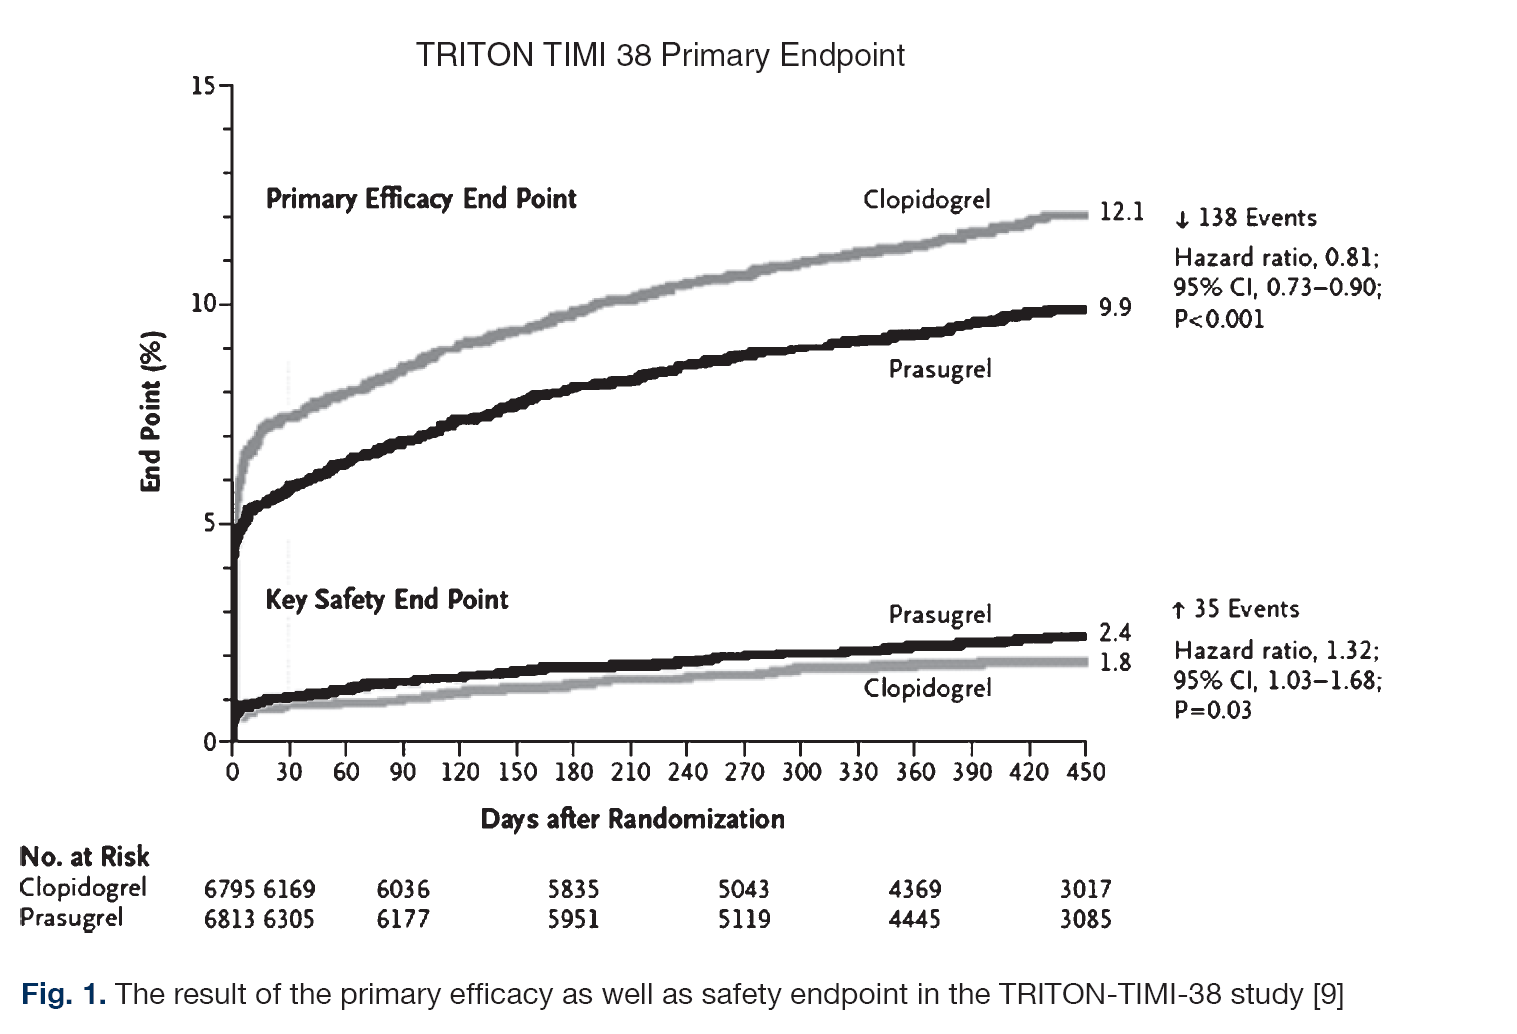 TRITON TIMI 38 Primary Endpoint
15
10
5
0
End Point (%)
Primary Efficacy End Point
Clopidogrel
12.1
↓ 138 Events
Hazard ratio, 0.81;
95% CI, 0.73–0.90;
P<0.001
9.9
Prasugrel
Key Safety End Point
Prasugrel
2.4
↑ 35 Events
Hazard ratio, 1.32;
95% CI, 1.03–1.68;
P=0.03
1.8
Clopidogrel
0 30 60 90 120 150 180 210 240 270 300 330 360 390 420 450
Days after Randomization
No. at Risk
Clopidogrel 6795 6169 6036 5835 5043 4369 3017
Prasugrel 6813 6305 6177 5951 5119 4445 3085
Fig. 1. The result of the primary efficacy as well as safety endpoint in the TRITON-TIMI-38 study [9]